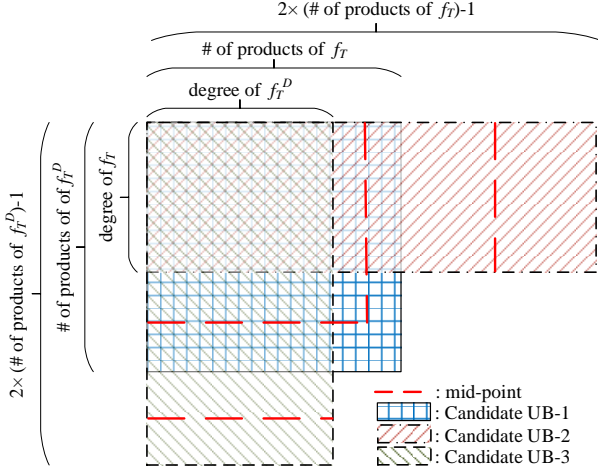 2× (# of products of f_T)-1
# of products of f_T
degree of f_T^D
degree of f_T
# of products of of f_T^D
2×(# of products of f_T^D)-1
: mid-point
: Candidate UB-1
: Candidate UB-2
: Candidate UB-3